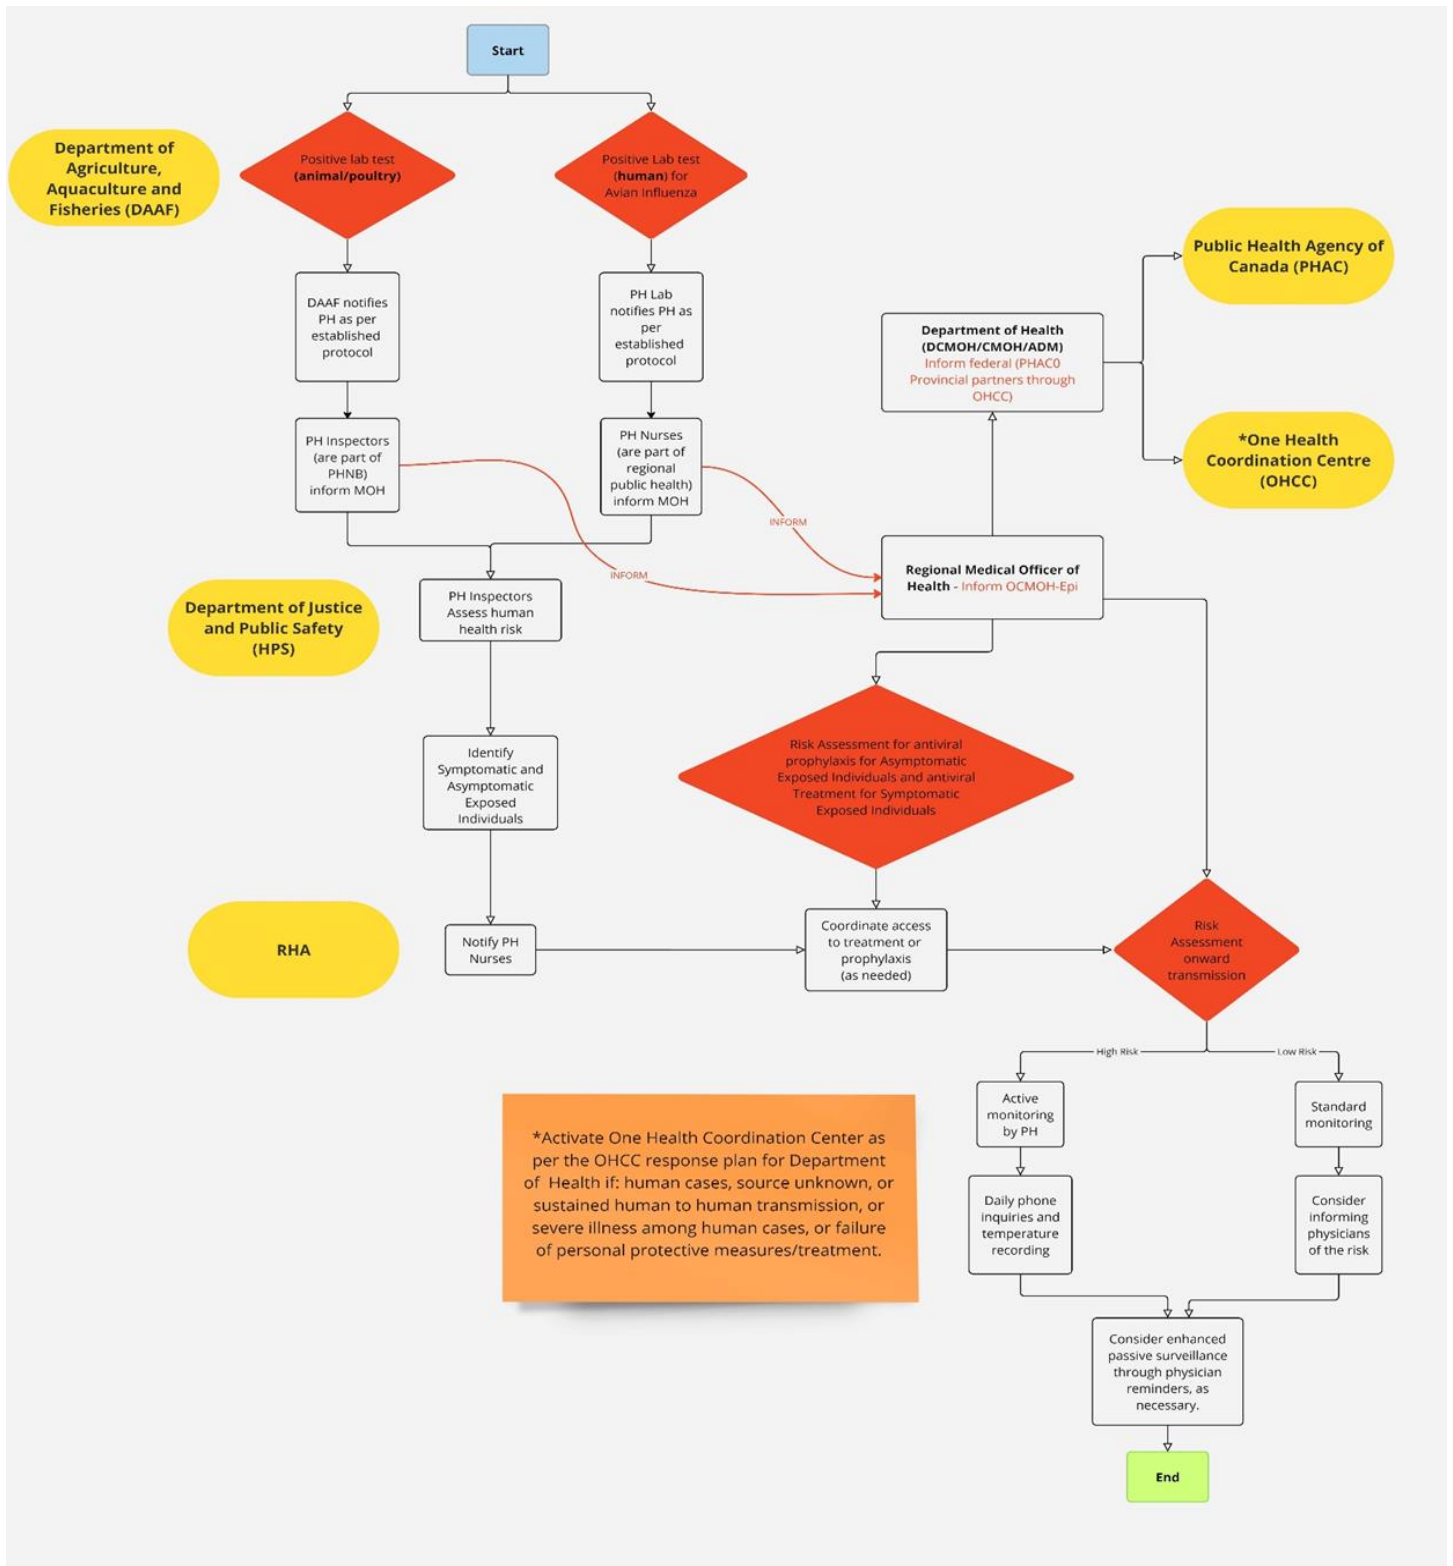 Start
Department of
Agriculture,
Aquaculture and
Fisheries (DAAF)
Positive lab test
(animal/poultry)
Positive Lab test
(human) for
Avian Influenza
Public Health Agency of
Canada (PHAC)
DAAF notifies
PH as per
established
protocol
PH Lab
notifies PH as
per
established
protocol
Department of Health
(DCMOH/CMOH/ADM)
Inform federal (PHAC0
Provincial partners through
OHCC)
*One Health
Coordination Centre
(OHCC)
PH Inspectors
(are part of
PHNB)
inform MOH
PH Nurses
(are part of
regional
public health)
inform MOH
INFORM
INFORM
Regional Medical Officer of
Health - Inform OCMOH-Epi
Department of Justice
and Public Safety
(HPS)
PH Inspectors
Assess human
health risk
Identify
Symptomatic and
Asymptomatic
Exposed
Individuals
Risk Assessment for antiviral
prophylaxis for Asymptomatic
Exposed Individuals and antiviral
Treatment for Symptomatic
Exposed Individuals
RHA
Notify PH
Nurses
Coordinate access
to treatment or
prophylaxis
(as needed)
Risk
Assessment
onward
transmission
High Risk
Low Risk
Active
monitoring
by PH
Standard
monitoring
*Activate One Health Coordination Center as
per the OHCC response plan for Department
of Health if: human cases, source unknown, or
sustained human to human transmission, or
severe illness among human cases, or failure
of personal protective measures/treatment.
Daily phone
inquiries and
temperature
recording
Consider
informing
physicians
of the risk
Consider enhanced
passive surveillance
through physician
reminders, as
necessary.
End